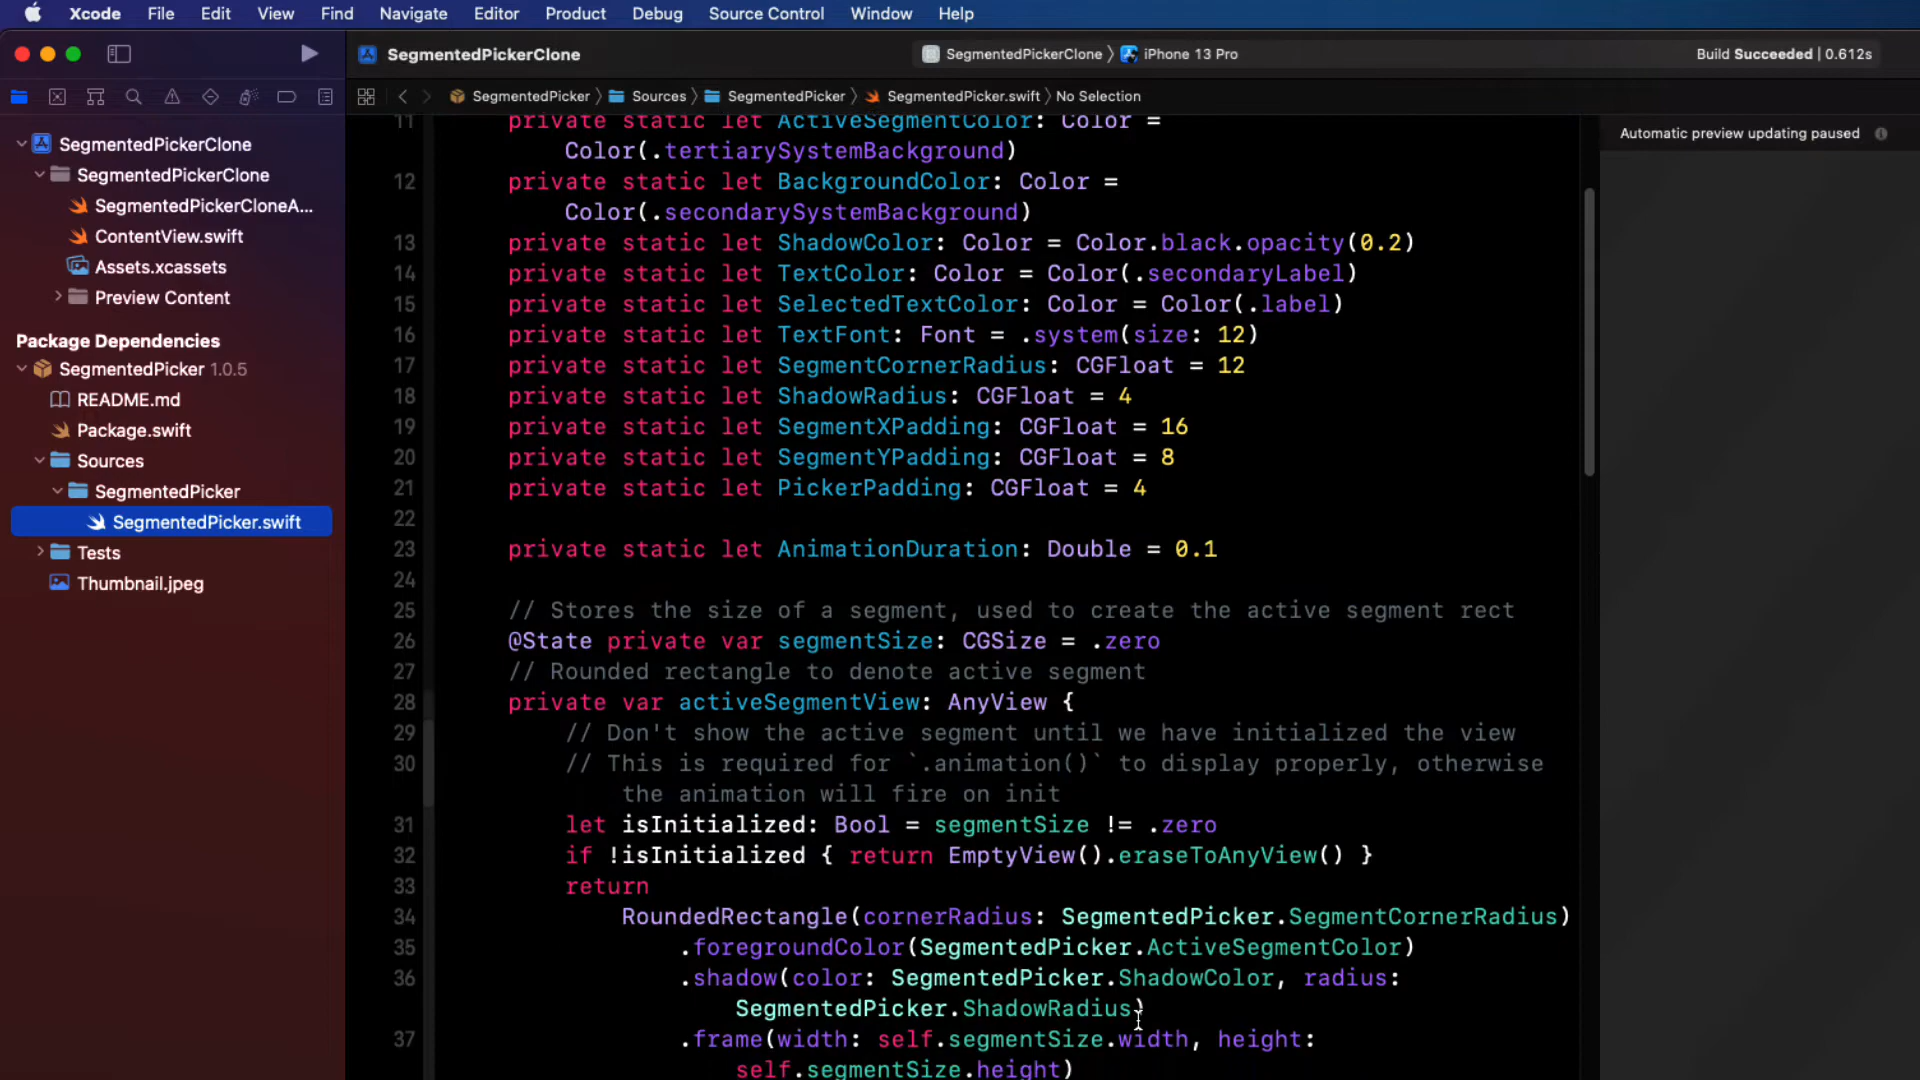 Xcode File Edit View Find Navigate Editor Product Debug Source Control Window Help
SegmentedPickerClone
SegmentedPickerClone ⟩ iPhone 13 Pro
Build Succeeded | 0.612s
SegmentedPicker ⟩ Sources ⟩ SegmentedPicker ⟩ SegmentedPicker.swift ⟩ No Selection
Automatic preview updating paused
SegmentedPickerClone
SegmentedPickerClone
SegmentedPickerCloneA...
ContentView.swift
Assets.xcassets
Preview Content
Package Dependencies
SegmentedPicker 1.0.5
README.md
Package.swift
Sources
SegmentedPicker
SegmentedPicker.swift
Tests
Thumbnail.jpeg
11 private static let ActiveSegmentColor: Color =
Color(.tertiarySystemBackground)
12 private static let BackgroundColor: Color =
Color(.secondarySystemBackground)
13 private static let ShadowColor: Color = Color.black.opacity(0.2)
14 private static let TextColor: Color = Color(.secondaryLabel)
15 private static let SelectedTextColor: Color = Color(.label)
16 private static let TextFont: Font = .system(size: 12)
17 private static let SegmentCornerRadius: CGFloat = 12
18 private static let ShadowRadius: CGFloat = 4
19 private static let SegmentXPadding: CGFloat = 16
20 private static let SegmentYPadding: CGFloat = 8
21 private static let PickerPadding: CGFloat = 4
22
23 private static let AnimationDuration: Double = 0.1
24
25 // Stores the size of a segment, used to create the active segment rect
26 @State private var segmentSize: CGSize = .zero
27 // Rounded rectangle to denote active segment
28 private var activeSegmentView: AnyView {
29 // Don't show the active segment until we have initialized the view
30 // This is required for `.animation()` to display properly, otherwise
the animation will fire on init
31 let isInitialized: Bool = segmentSize != .zero
32 if !isInitialized { return EmptyView().eraseToAnyView() }
33 return
34 RoundedRectangle(cornerRadius: SegmentedPicker.SegmentCornerRadius)
35 .foregroundColor(SegmentedPicker.ActiveSegmentColor)
36 .shadow(color: SegmentedPicker.ShadowColor, radius:
SegmentedPicker.ShadowRadius)
37 .frame(width: self.segmentSize.width, height:
self.segmentSize.height)